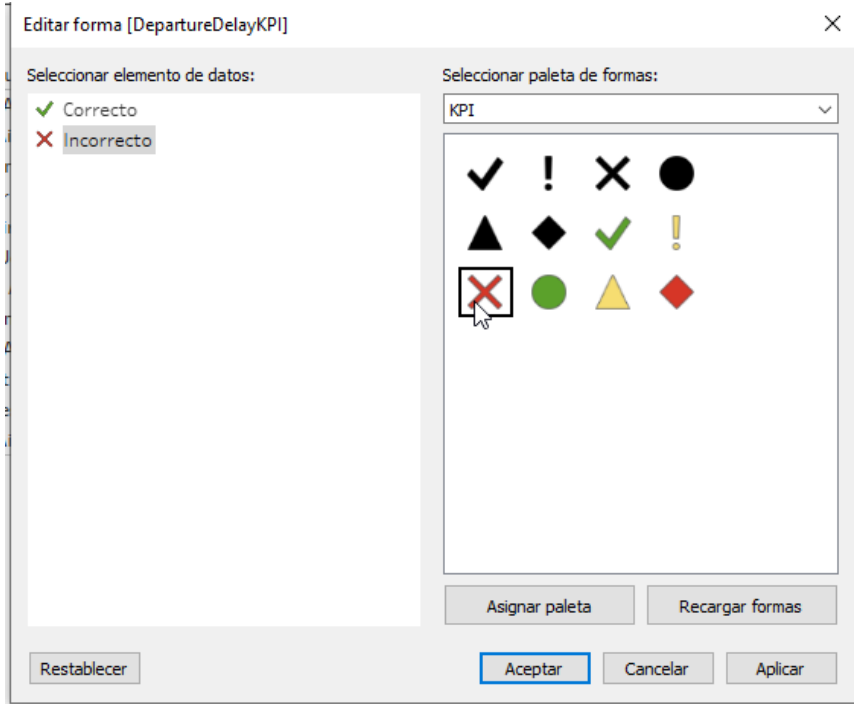 Editar forma [DepartureDelayKPI]
Seleccionar elemento de datos:
Correcto
Incorrecto
Seleccionar paleta de formas:
KPI
Asignar paleta
Recargar formas
Restablecer
Aceptar
Cancelar
Aplicar